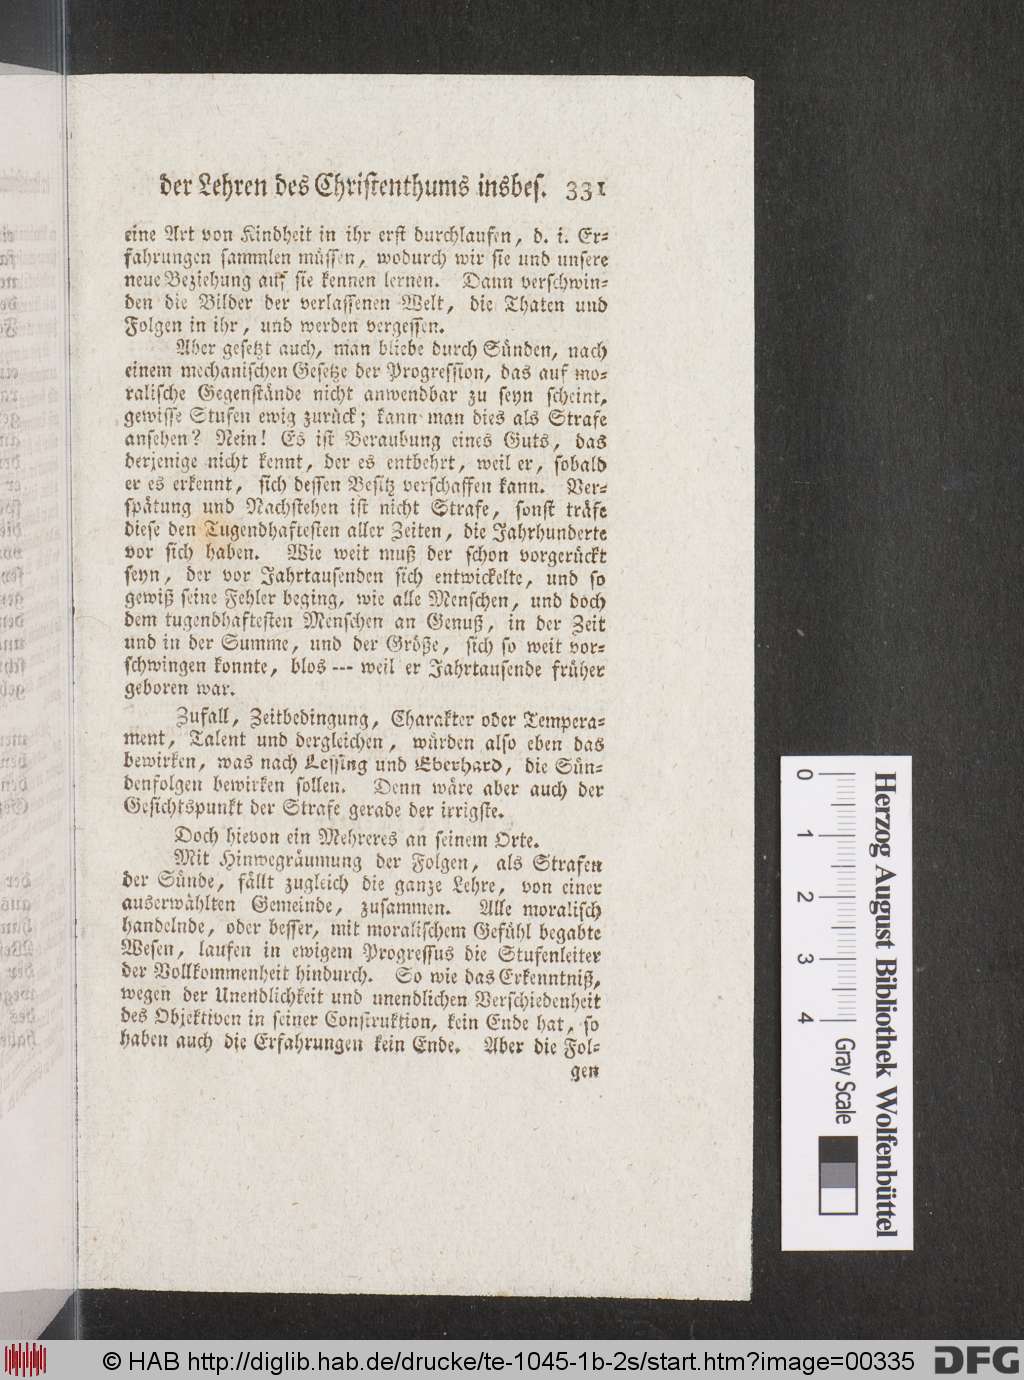 der Lehren des Christenthums insbes. 331
eine Art von Kindheit in ihr erst durchlaufen, d. i. Er-
fahrungen sammlen müssen, wodurch wir sie und unsere
neue Beziehung auf sie kennen lernen. Dann verschwin-
den die Bilder der verlassenen Welt, die Thaten und
Folgen in ihr, und werden vergessen.
Aber gesetzt auch, man bliebe durch Sünden, nach
einem mechanischen Gesetze der Progression, das auf mo-
ralische Gegenstände nicht anwendbar zu seyn scheint,
gewisse Stufen ewig zurück; kann man dies als Strafe
ansehen? Nein! Es ist Beraubung eines Guts, das
derjenige nicht kennt, der es entbehrt, weil er, sobald
er es erkennt, sich dessen Besitz verschaffen kann. Ver-
spätung und Nachstehen ist nicht Strafe, sonst träfe
diese den Tugendhaftesten aller Zeiten, die Jahrhunderte
vor sich haben. Wie weit muß der schon vorgerückt
seyn, der vor Jahrtausenden sich entwickelte, und so
gewiß seine Fehler beging, wie alle Menschen, und doch
dem tugendhaftesten Menschen an Genuß, in der Zeit
und in der Summe, und der Größe, sich so weit vor-
schwingen konnte, blos --- weil er Jahrtausende früher
geboren war.
Zufall, Zeitbedingung, Charakter oder Tempera-
ment, Talent und dergleichen, würden also eben das
bewirken, was nach Lessing und Eberhard, die Sün-
denfolgen bewirken sollen. Denn wäre aber auch der
Gesichtspunkt der Strafe gerade der irrigste.
Doch hievon ein Mehreres an seinem Orte.
Mit Hinwegräumung der Folgen, als Strafen
der Sünde, fällt zugleich die ganze Lehre, von einer
auserwählten Gemeinde, zusammen. Alle moralisch
handelnde, oder besser, mit moralischem Gefühl begabte
Wesen, laufen in ewigem Progressus die Stufenleiter
der Vollkommenheit hindurch. So wie das Erkenntniß,
wegen der Unendlichkeit und unendlichen Verschiedenheit
des Objektiven in seiner Construktion, kein Ende hat, so
haben auch die Erfahrungen kein Ende. Aber die Fol-
gen
0 1 2 3 4 Gray Scale
Herzog August Bibliothek Wolfenbüttel
© HAB http://diglib.hab.de/drucke/te-1045-1b-2s/start.htm?image=00335
DFG